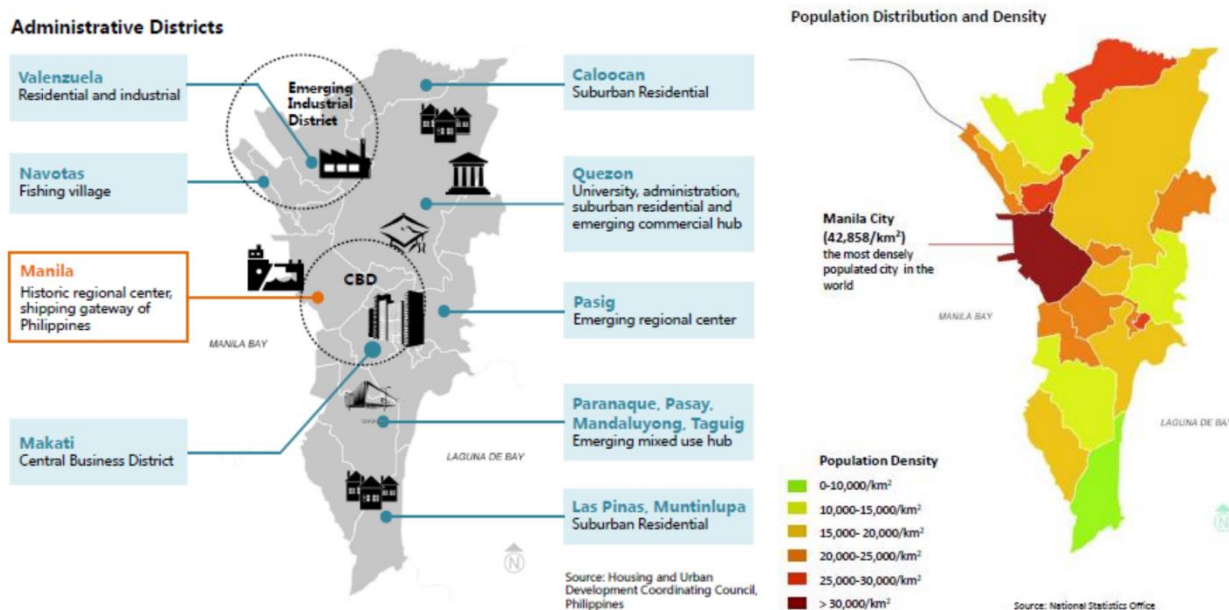 Administrative Districts
Valenzuela
Residential and industrial
Navotas
Fishing village
Manila
Historic regional center,
shipping gateway of
Philippines
Makati
Central Business District
Emerging
Industrial
District
CBD
MANILA BAY
LAGUNA DE BAY
N
Caloocan
Suburban Residential
Quezon
University, administration,
suburban residential and
emerging commercial hub
Pasig
Emerging regional center
Paranaque, Pasay,
Mandaluyong, Taguig
Emerging mixed use hub
Las Pinas, Muntinlupa
Suburban Residential
Source: Housing and Urban
Development Coordinating Council,
Philippines
Population Distribution and Density
Manila City
(42,858/km²)
the most densely
populated city in the
world
MANILA BAY
LAGUNA DE BA
Population Density
0-10,000/km²
10,000-15,000/km²
15,000- 20,000/km²
20,000-25,000/km²
25,000-30,000/km²
> 30,000/km²
N
Source: National Statistics Office